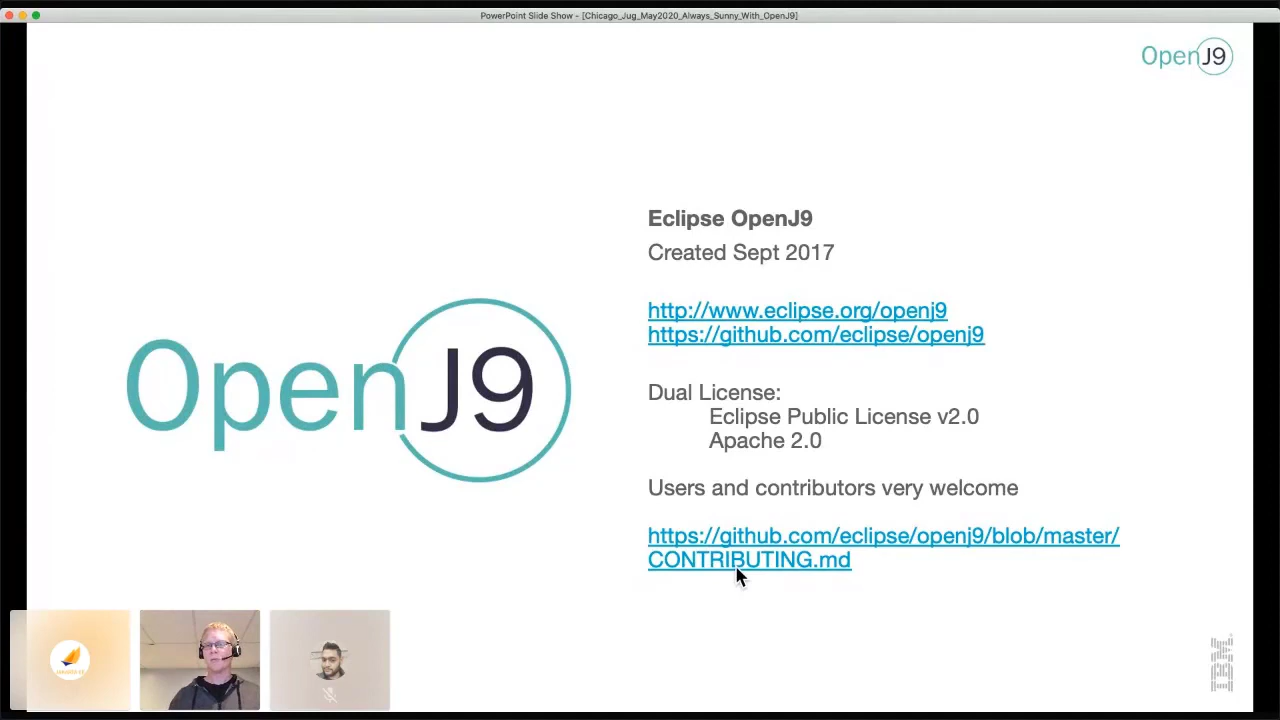 PowerPoint Slide Show - [Chicago_Jug_May2020_Always_Sunny_With_OpenJ9]
OpenJ9
Eclipse OpenJ9
Created Sept 2017
http://www.eclipse.org/openj9
https://github.com/eclipse/openj9
OpenJ9
Dual License:
Eclipse Public License v2.0
Apache 2.0
Users and contributors very welcome
https://github.com/eclipse/openj9/blob/master/
CONTRIBUTING.md
IBM